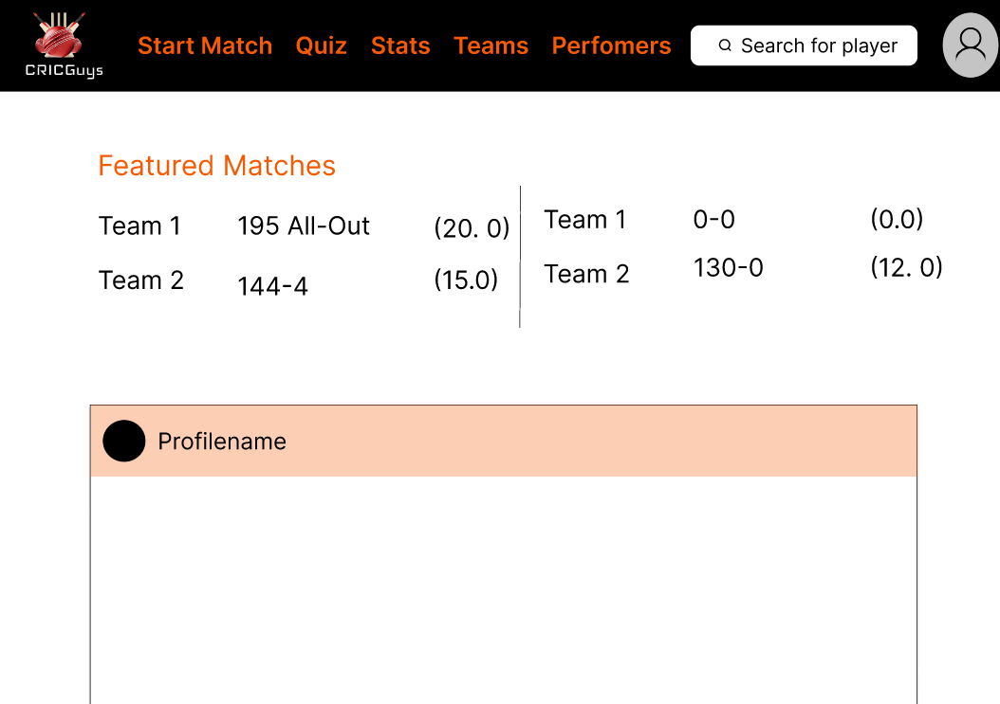 CRICGuys
Start Match Quiz Stats Teams Perfomers Search for player
Featured Matches
Team 1 195 All-Out (20. 0)
Team 2 144-4 (15.0)
Team 1 0-0 (0.0)
Team 2 130-0 (12. 0)
Profilename